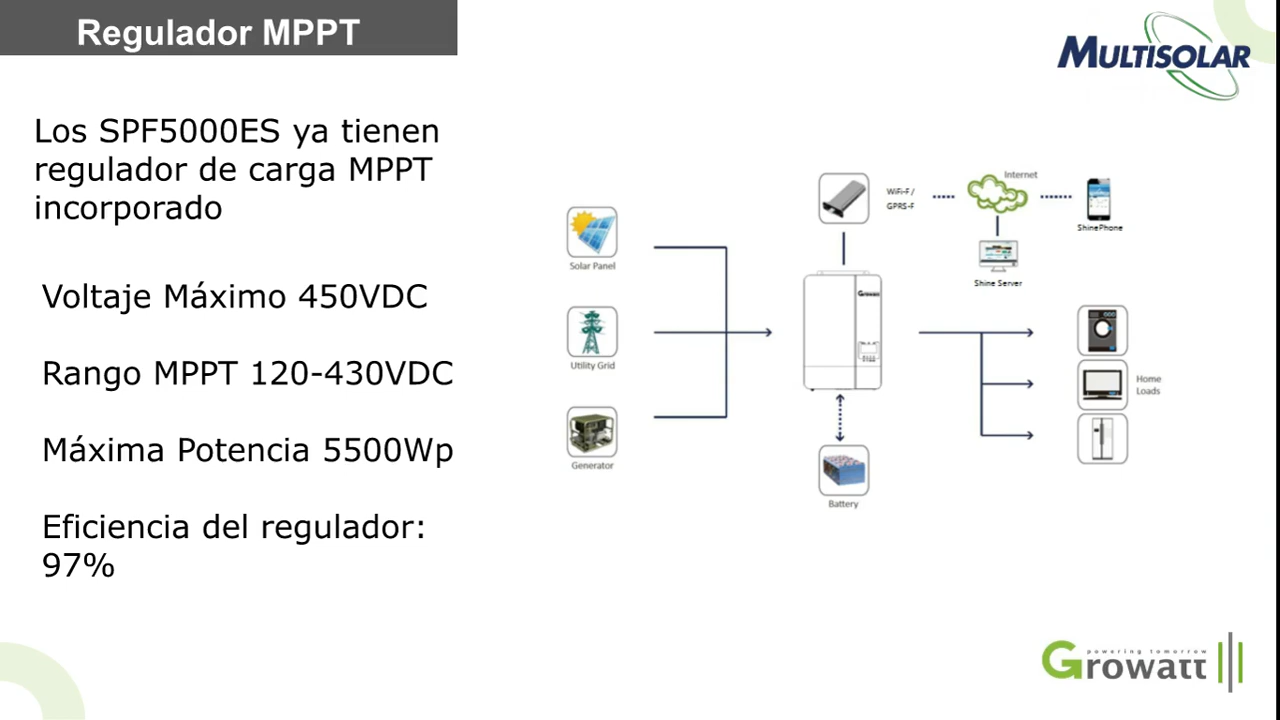 Regulador MPPT
MULTISOLAR
Los SPF5000ES ya tienen
regulador de carga MPPT
incorporado
Voltaje Máximo 450VDC
Rango MPPT 120-430VDC
Máxima Potencia 5500Wp
Eficiencia del regulador:
97%
Solar Panel
Utility Grid
Generator
WiFi-F /
GPRS-F
Internet
ShinePhone
Shine Server
Growatt
Home
Loads
Battery
powering tomorrow
Growatt